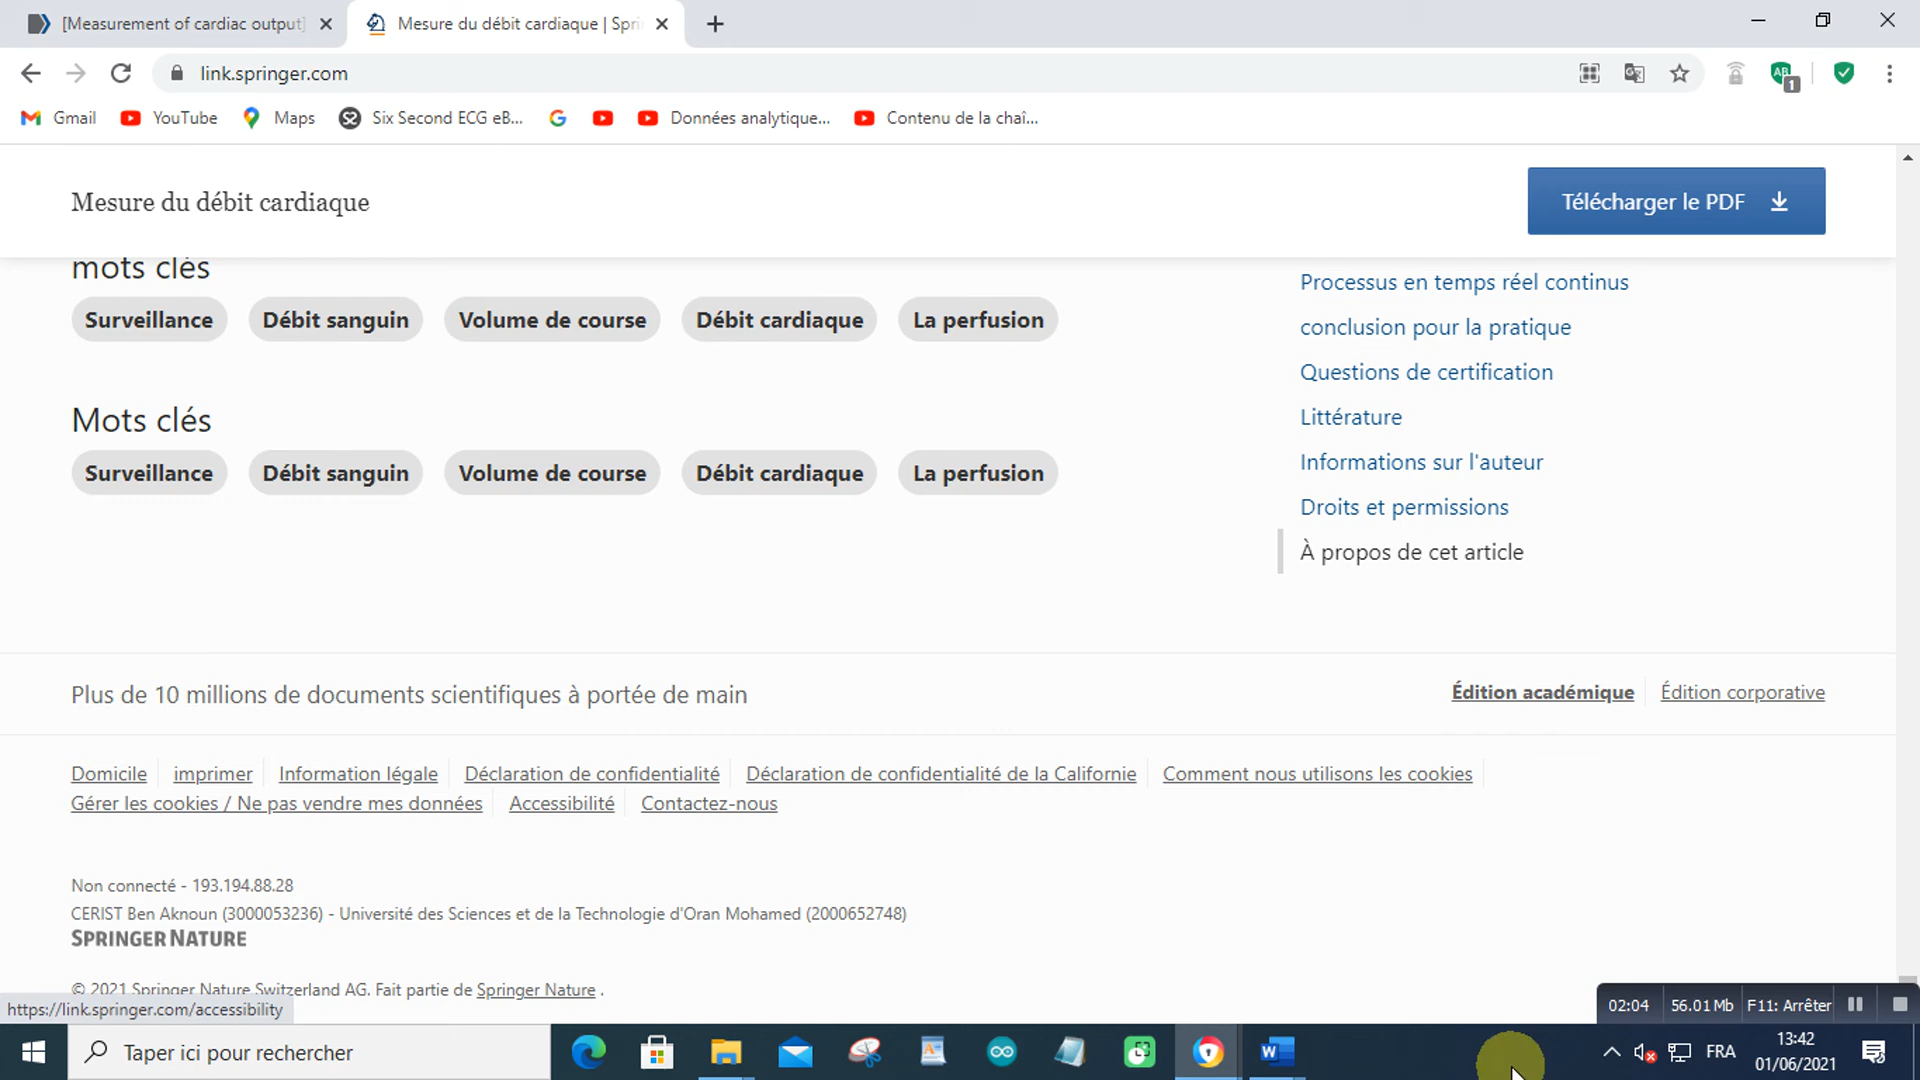 [Measurement of cardiac output]
Mesure du débit cardiaque | Spri
link.springer.com
1
Gmail
YouTube
Maps
Six Second ECG eB...
Données analytique...
Contenu de la chaî...
Mesure du débit cardiaque
Télécharger le PDF
mots clés
Surveillance
Débit sanguin
Volume de course
Débit cardiaque
La perfusion
Mots clés
Surveillance
Débit sanguin
Volume de course
Débit cardiaque
La perfusion
Processus en temps réel continus
conclusion pour la pratique
Questions de certification
Littérature
Informations sur l'auteur
Droits et permissions
À propos de cet article
Plus de 10 millions de documents scientifiques à portée de main
Édition académique
Édition corporative
Domicile
imprimer
Information légale
Déclaration de confidentialité
Déclaration de confidentialité de la Californie
Comment nous utilisons les cookies
Gérer les cookies / Ne pas vendre mes données
Accessibilité
Contactez-nous
Non connecté - 193.194.88.28
CERIST Ben Aknoun (3000053236) - Université des Sciences et de la Technologie d'Oran Mohamed (2000652748)
SPRINGER NATURE
© 2021 Springer Nature Switzerland AG. Fait partie de Springer Nature .
https://link.springer.com/accessibility
02:04
56.01 Mb
F11: Arrêter
Taper ici pour rechercher
FRA
13:42
01/06/2021